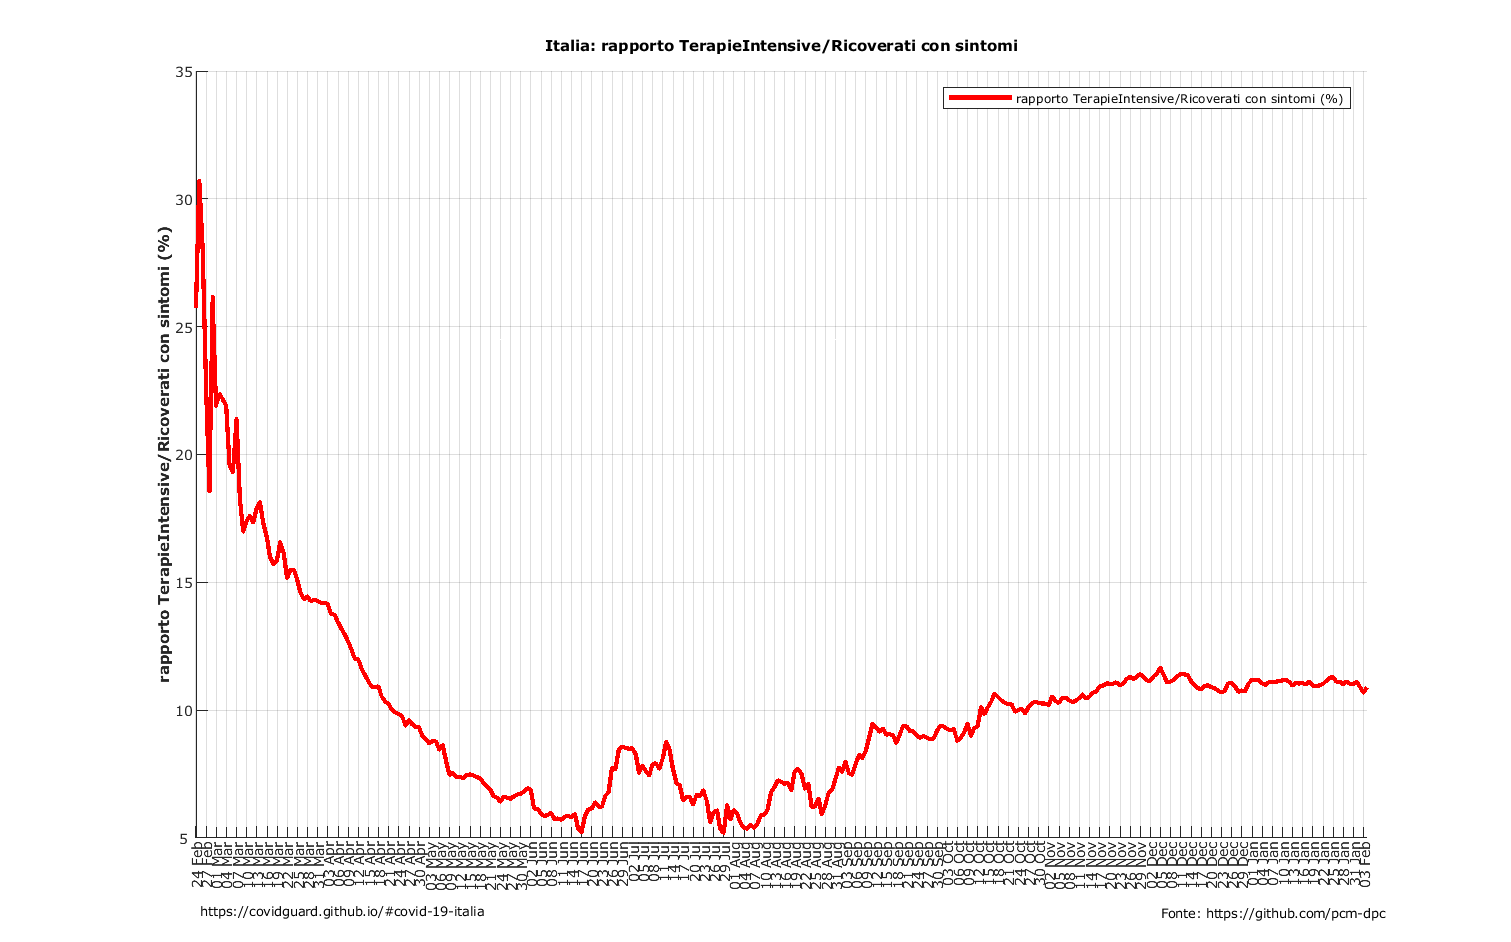 Italia: rapporto TerapieIntensive/Ricoverati con sintomi
rapporto TerapieIntensive/Ricoverati con sintomi (%)
rapporto TerapieIntensive/Ricoverati con sintomi (%)
35
30
25
20
15
10
5
24 Feb
27 Feb
01 Mar
04 Mar
07 Mar
10 Mar
13 Mar
16 Mar
19 Mar
22 Mar
25 Mar
28 Mar
31 Mar
03 Apr
06 Apr
09 Apr
12 Apr
15 Apr
18 Apr
21 Apr
24 Apr
27 Apr
30 Apr
03 May
06 May
09 May
12 May
15 May
18 May
21 May
24 May
27 May
30 May
02 Jun
05 Jun
08 Jun
11 Jun
14 Jun
17 Jun
20 Jun
23 Jun
26 Jun
29 Jun
02 Jul
05 Jul
08 Jul
11 Jul
14 Jul
17 Jul
20 Jul
23 Jul
26 Jul
29 Jul
01 Aug
04 Aug
07 Aug
10 Aug
13 Aug
16 Aug
19 Aug
22 Aug
25 Aug
28 Aug
31 Aug
03 Sep
06 Sep
09 Sep
12 Sep
15 Sep
18 Sep
21 Sep
24 Sep
27 Sep
30 Sep
03 Oct
06 Oct
09 Oct
12 Oct
15 Oct
18 Oct
21 Oct
24 Oct
27 Oct
30 Oct
02 Nov
05 Nov
08 Nov
11 Nov
14 Nov
17 Nov
20 Nov
23 Nov
26 Nov
29 Nov
02 Dec
05 Dec
08 Dec
11 Dec
14 Dec
17 Dec
20 Dec
23 Dec
26 Dec
29 Dec
01 Jan
04 Jan
07 Jan
10 Jan
13 Jan
16 Jan
19 Jan
22 Jan
25 Jan
28 Jan
31 Jan
03 Feb
https://covidguard.github.io/#covid-19-italia
Fonte: https://github.com/pcm-dpc